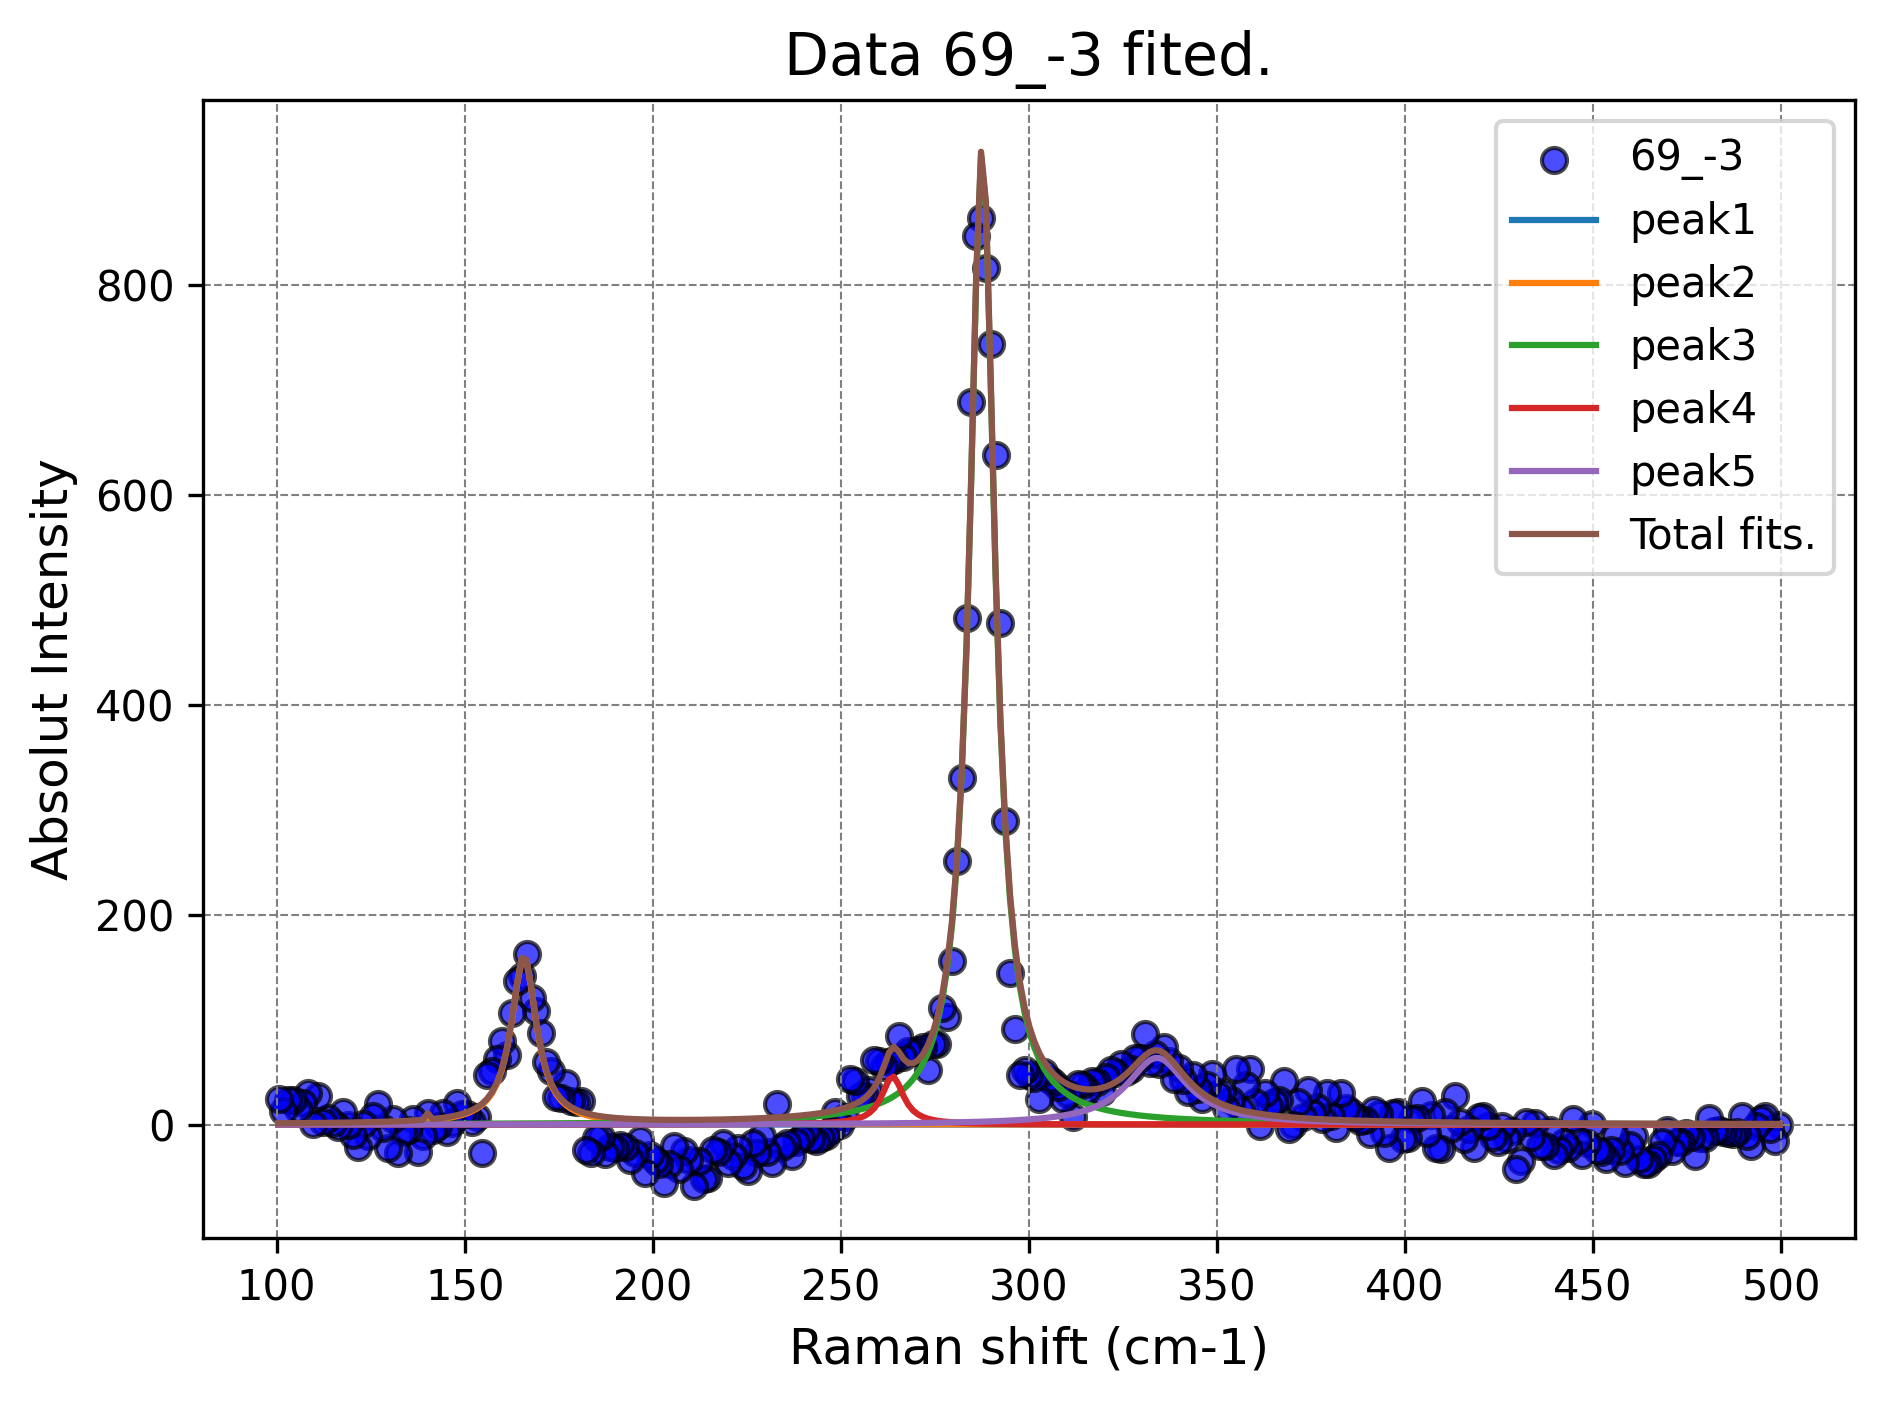 Data 69_-3 fited.
Absolut Intensity
800
600
400
200
0
69_-3
peak1
peak2
peak3
peak4
peak5
Total fits.
100 150 200 250 300 350 400 450 500
Raman shift (cm-1)